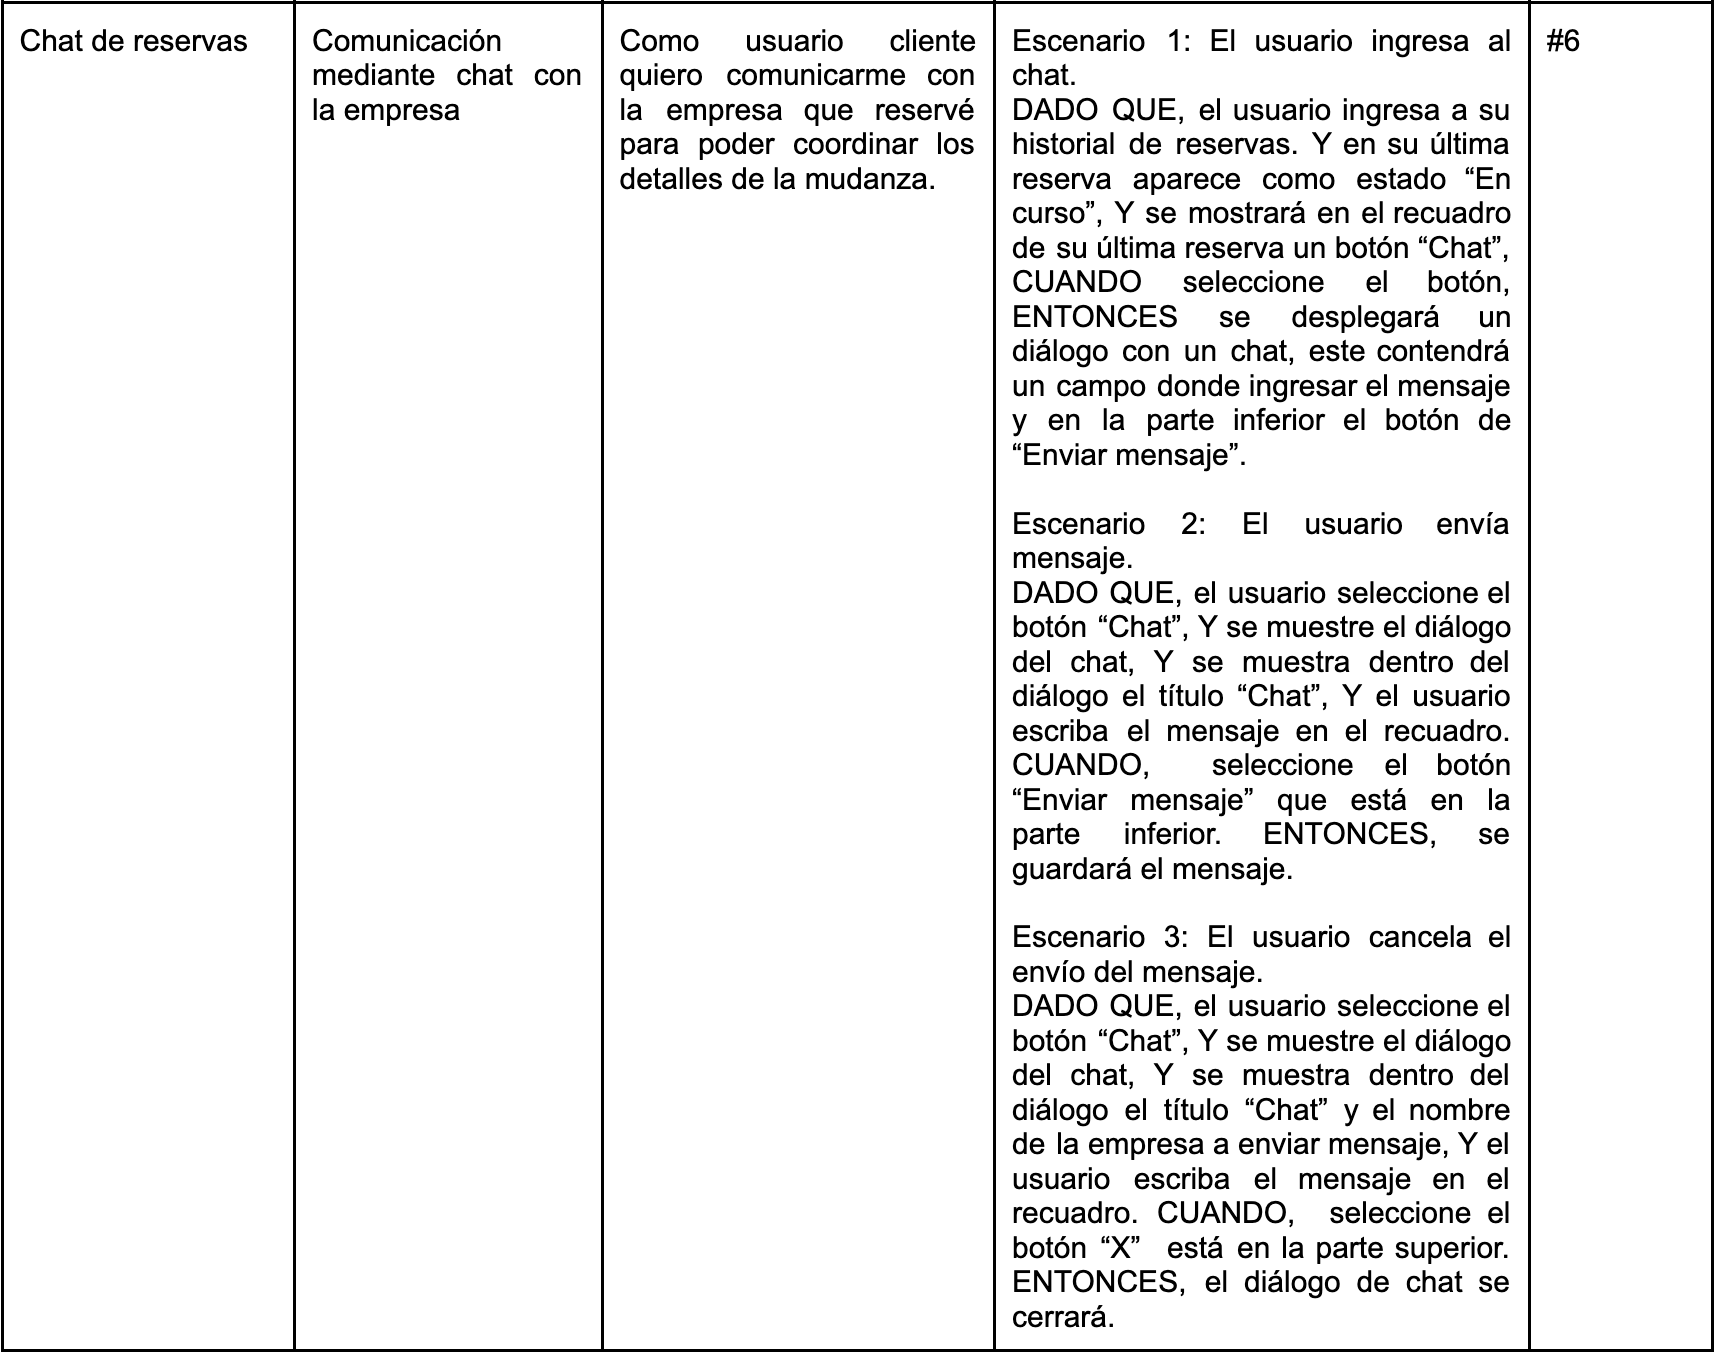 Chat de reservas
Comunicación
mediante chat con
la empresa
Como usuario cliente
quiero comunicarme con
la empresa que reservé
para poder coordinar los
detalles de la mudanza.
Escenario 1: El usuario ingresa al
chat.
DADO QUE, el usuario ingresa a su
historial de reservas. Y en su última
reserva aparece como estado “En
curso”, Y se mostrará en el recuadro
de su última reserva un botón “Chat”,
CUANDO seleccione el botón,
ENTONCES se desplegará un
diálogo con un chat, este contendrá
un campo donde ingresar el mensaje
y en la parte inferior el botón de
“Enviar mensaje”.
Escenario 2: El usuario envía
mensaje.
DADO QUE, el usuario seleccione el
botón “Chat”, Y se muestre el diálogo
del chat, Y se muestra dentro del
diálogo el título “Chat”, Y el usuario
escriba el mensaje en el recuadro.
CUANDO, seleccione el botón
“Enviar mensaje” que está en la
parte inferior. ENTONCES, se
guardará el mensaje.
Escenario 3: El usuario cancela el
envío del mensaje.
DADO QUE, el usuario seleccione el
botón “Chat”, Y se muestre el diálogo
del chat, Y se muestra dentro del
diálogo el título “Chat” y el nombre
de la empresa a enviar mensaje, Y el
usuario escriba el mensaje en el
recuadro. CUANDO, seleccione el
botón “X” está en la parte superior.
ENTONCES, el diálogo de chat se
cerrará.
#6